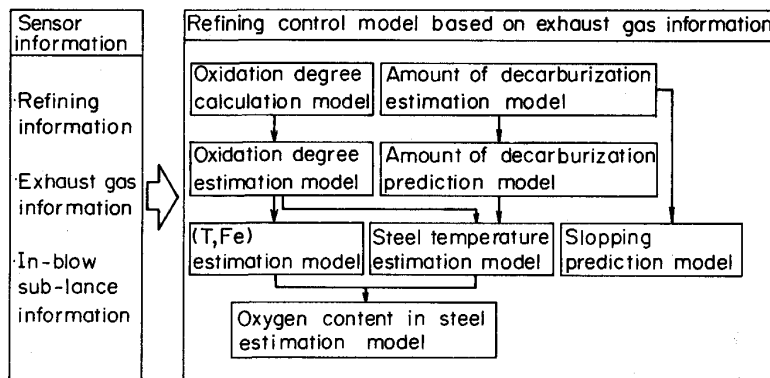 Sensor
information
·Refining
information
·Exhaust gas
information
·In-blow
sub-lance
information
Refining control model based on exhaust gas information
Oxidation degree
calculation model
Amount of decarburization
estimation model
Oxidation degree
estimation model
Amount of decarburization
prediction model
(T,Fe)
estimation model
Steel temperature
estimation model
Slopping
prediction model
Oxygen content in steel
estimation model